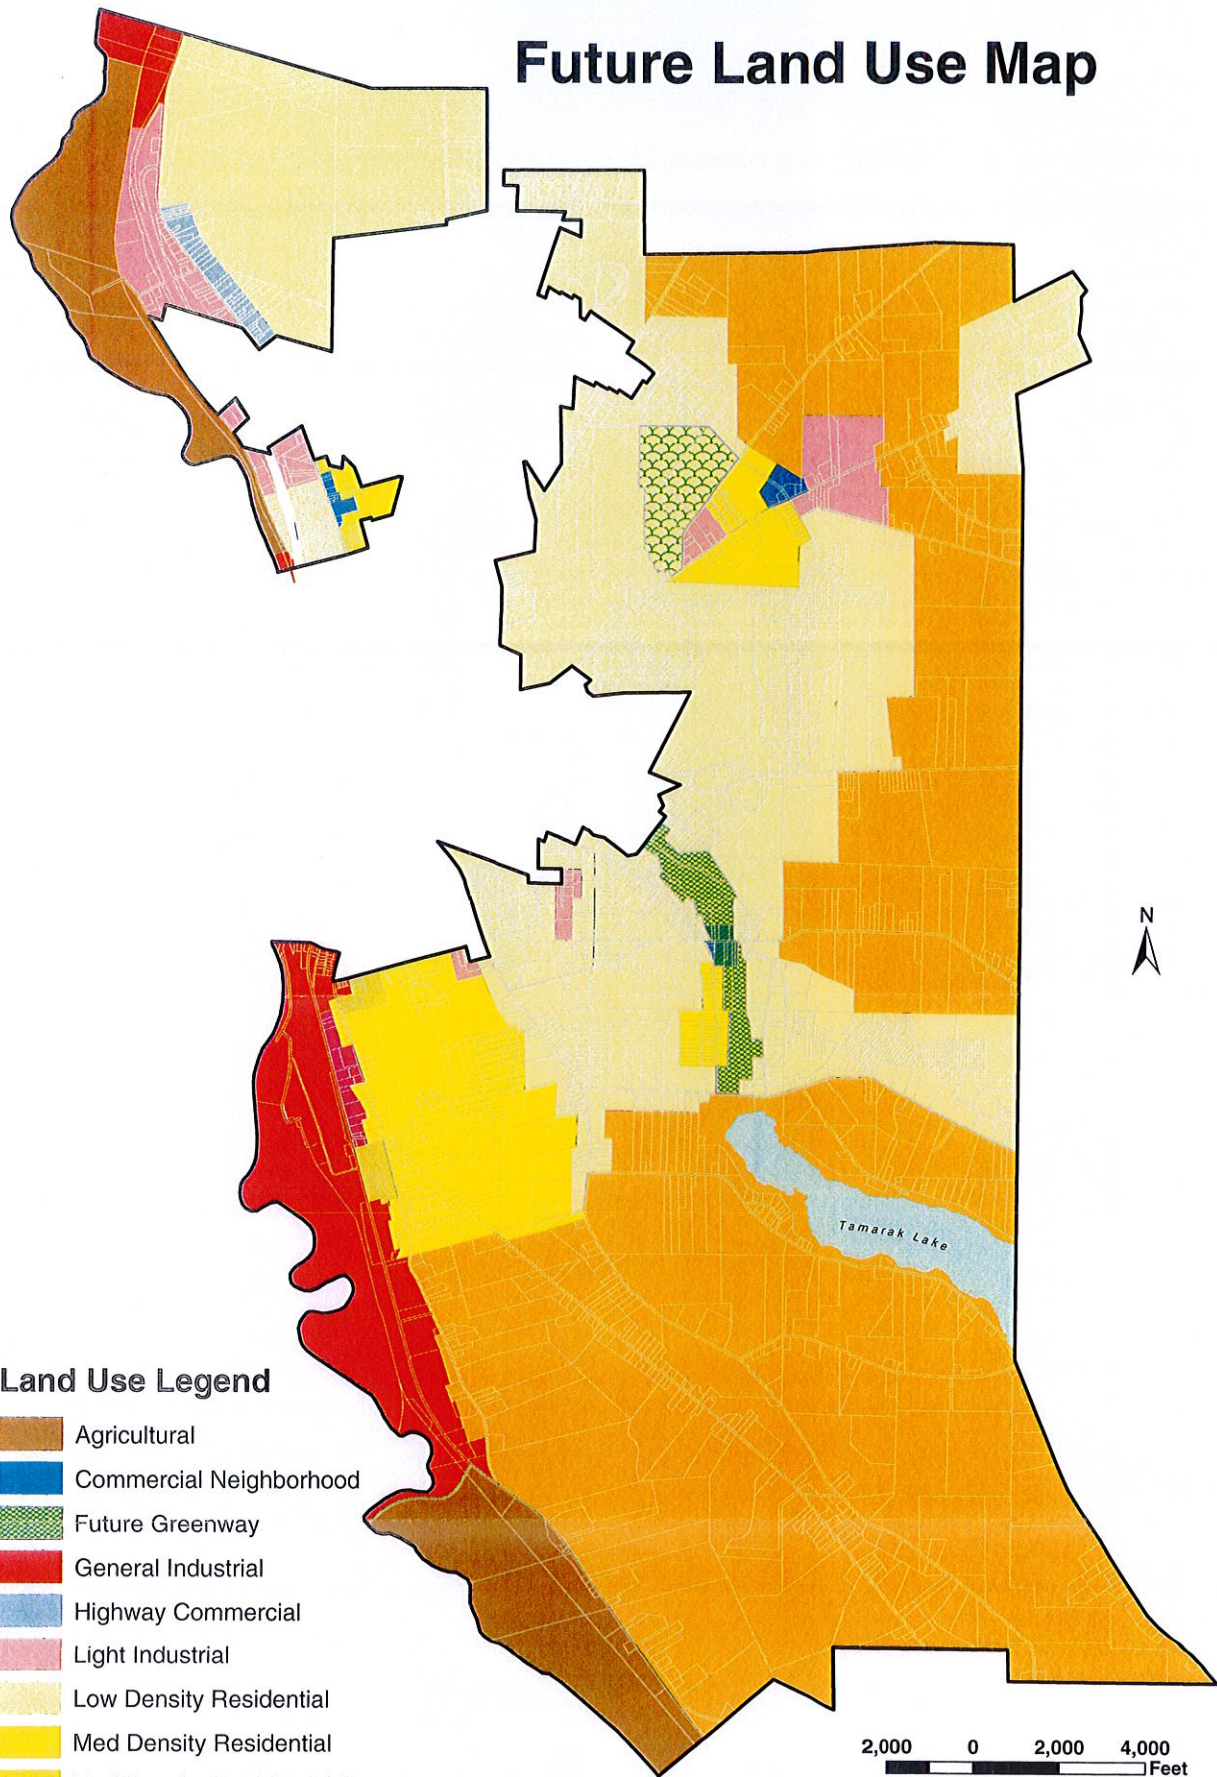 Future Land Use Map
N
Tamarak Lake
Land Use Legend
Agricultural
Commercial Neighborhood
Future Greenway
General Industrial
Highway Commercial
Light Industrial
Low Density Residential
Med Density Residential
2,000 0 2,000 4,000
Feet